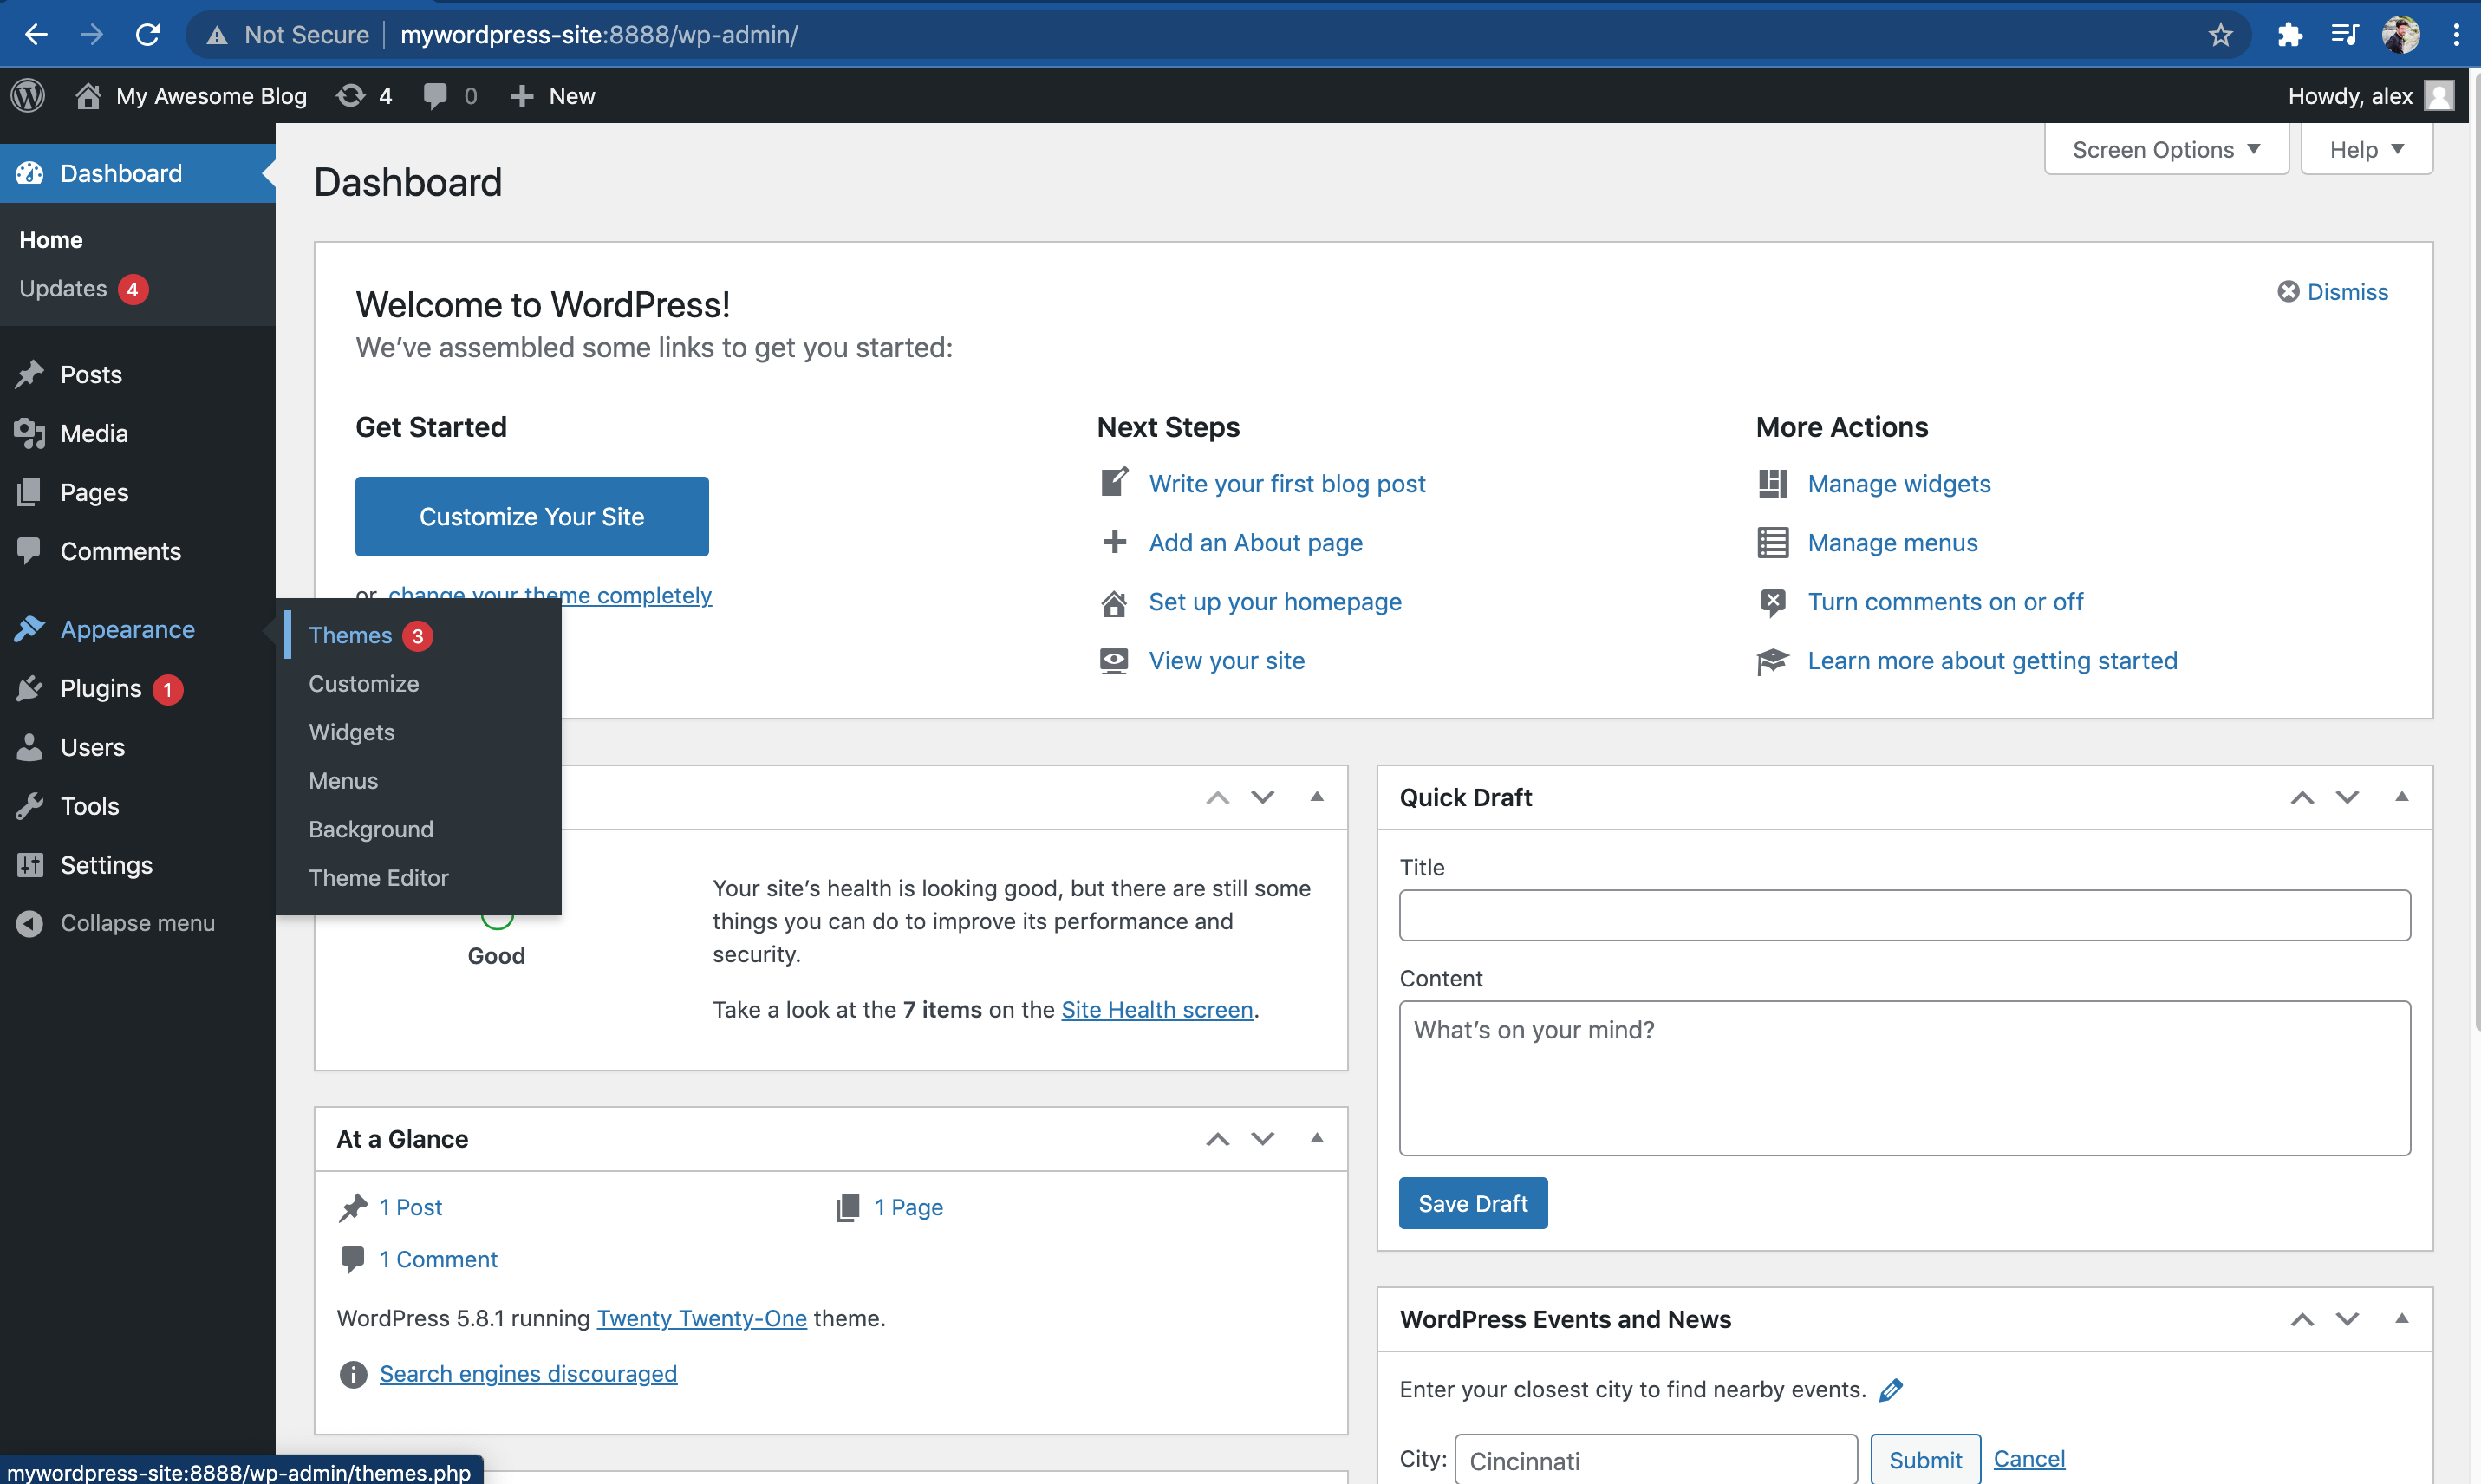 Not Secure mywordpress-site:8888/wp-admin/
My Awesome Blog 4 0 New Howdy, alex
Dashboard
Home
Updates 4
Posts
Media
Pages
Comments
Appearance
Plugins 1
Users
Tools
Settings
Collapse menu
Themes 3
Customize
Widgets
Menus
Background
Theme Editor
Screen Options Help
Dashboard
Welcome to WordPress!
We’ve assembled some links to get you started:
Dismiss
Get Started
Customize Your Site
or change your theme completely
Next Steps
Write your first blog post
Add an About page
Set up your homepage
View your site
More Actions
Manage widgets
Manage menus
Turn comments on or off
Learn more about getting started
Good
Your site’s health is looking good, but there are still some
things you can do to improve its performance and
security.
Take a look at the 7 items on the Site Health screen.
At a Glance
1 Post 1 Page
1 Comment
WordPress 5.8.1 running Twenty Twenty-One theme.
Search engines discouraged
Quick Draft
Title
Content
What’s on your mind?
Save Draft
WordPress Events and News
Enter your closest city to find nearby events.
City: Cincinnati Submit Cancel
mywordpress-site:8888/wp-admin/themes.php